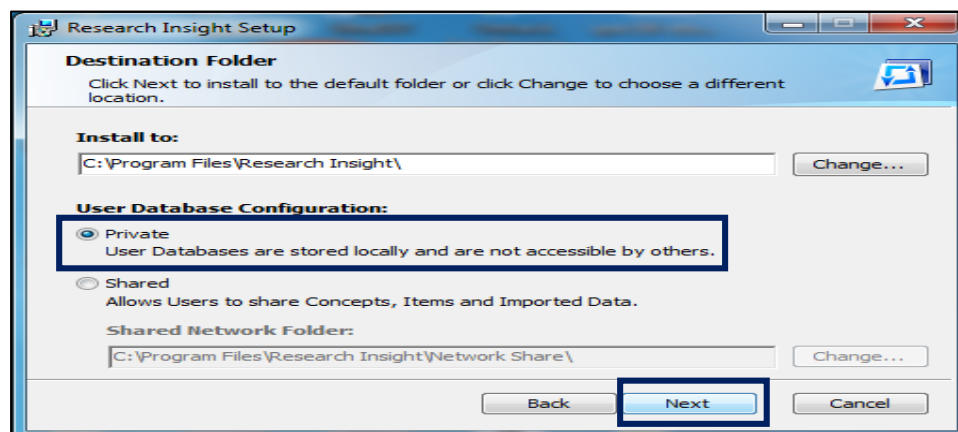 Research Insight Setup
Destination Folder
Click Next to install to the default folder or click Change to choose a different
location.
Install to:
C:\Program Files\Research Insight\
Change...
User Database Configuration:
Private
User Databases are stored locally and are not accessible by others.
Shared
Allows Users to share Concepts, Items and Imported Data.
Shared Network Folder:
C:\Program Files\Research Insight\Network Share\
Change...
Back
Next
Cancel